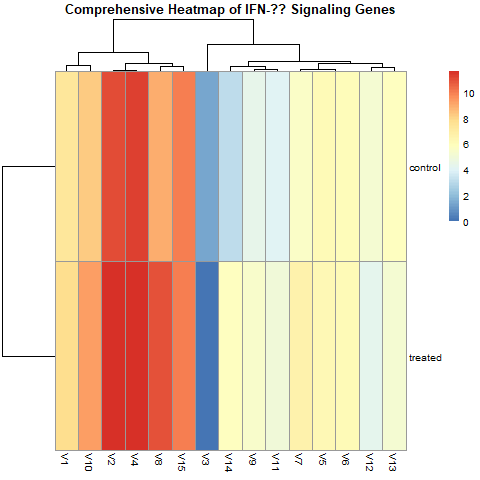 Comprehensive Heatmap of IFN-?? Signaling Genes
10
8
6
4
2
0
control
treated
V1
V10
V2
V4
V8
V15
V3
V14
V9
V11
V7
V5
V6
V12
V13